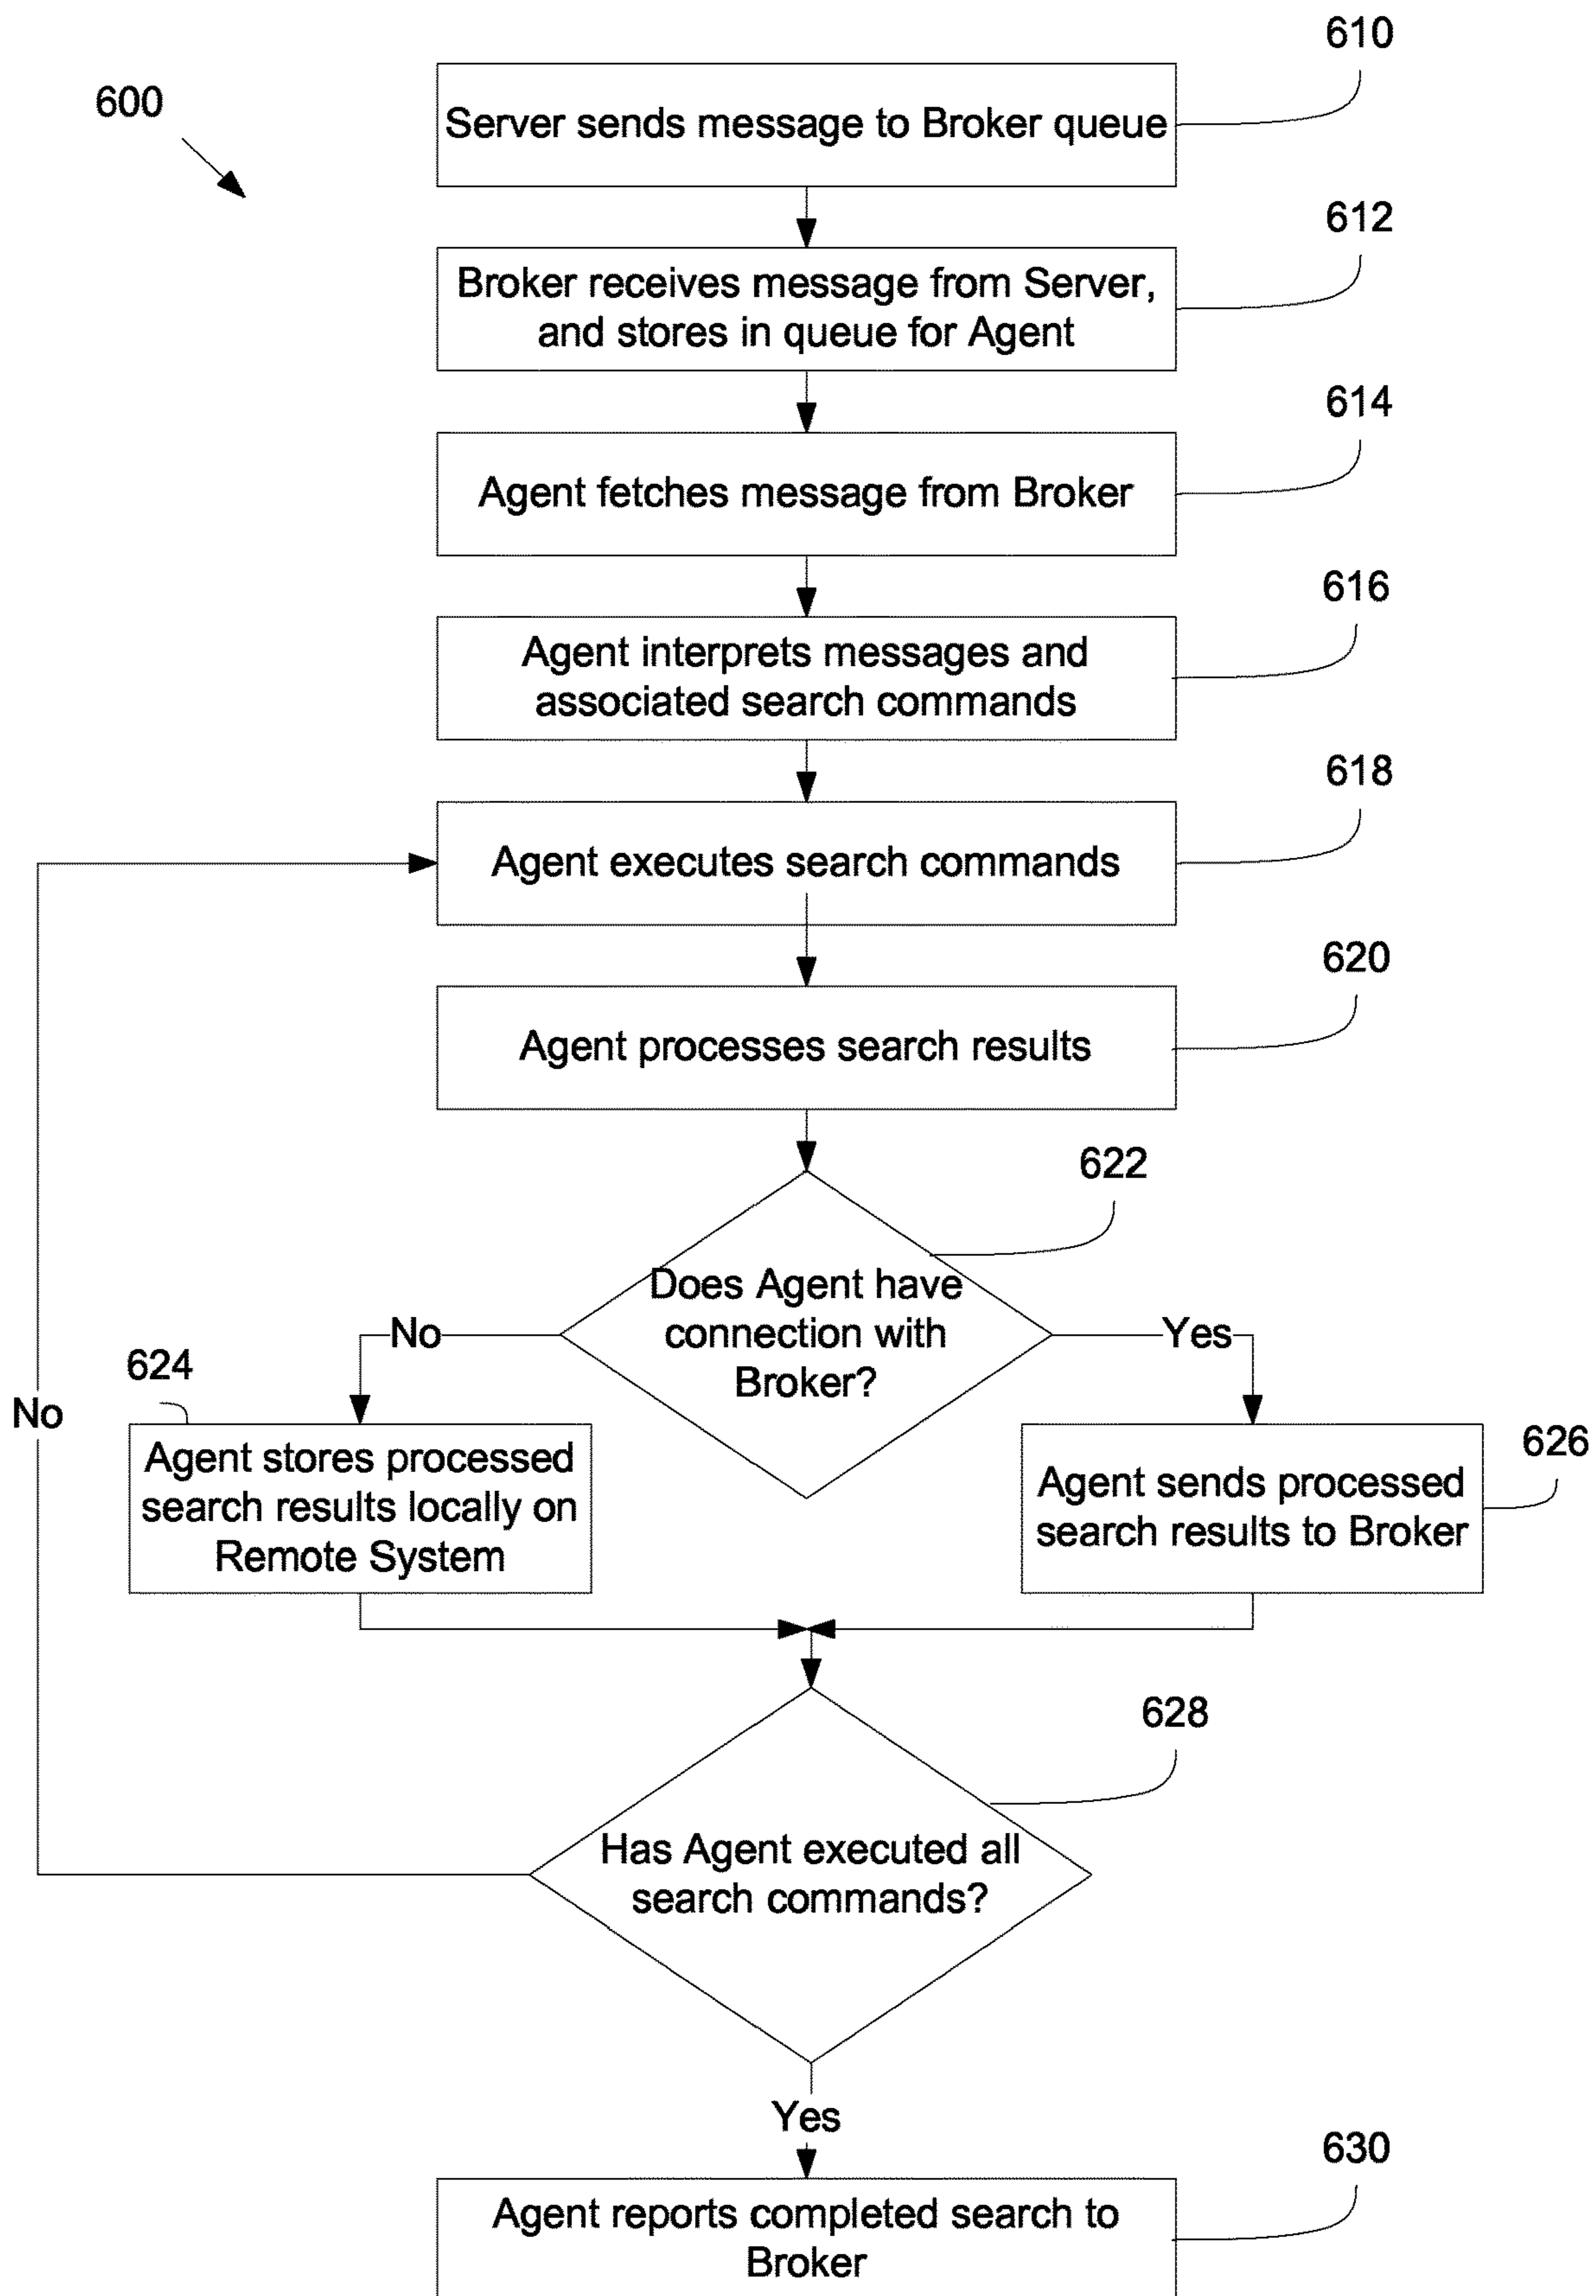 610
600
Server sends message to Broker queue
612
Broker receives message from Server,
and stores in queue for Agent
614
Agent fetches message from Broker
616
Agent interprets messages and
associated search commands
618
Agent executes search commands
620
Agent processes search results
622
Does Agent have
connection with
Broker?
No
Yes
624
No
Agent stores processed
search results locally on
Remote System
626
Agent sends processed
search results to Broker
628
Has Agent executed all
search commands?
Yes
630
Agent reports completed search to
Broker